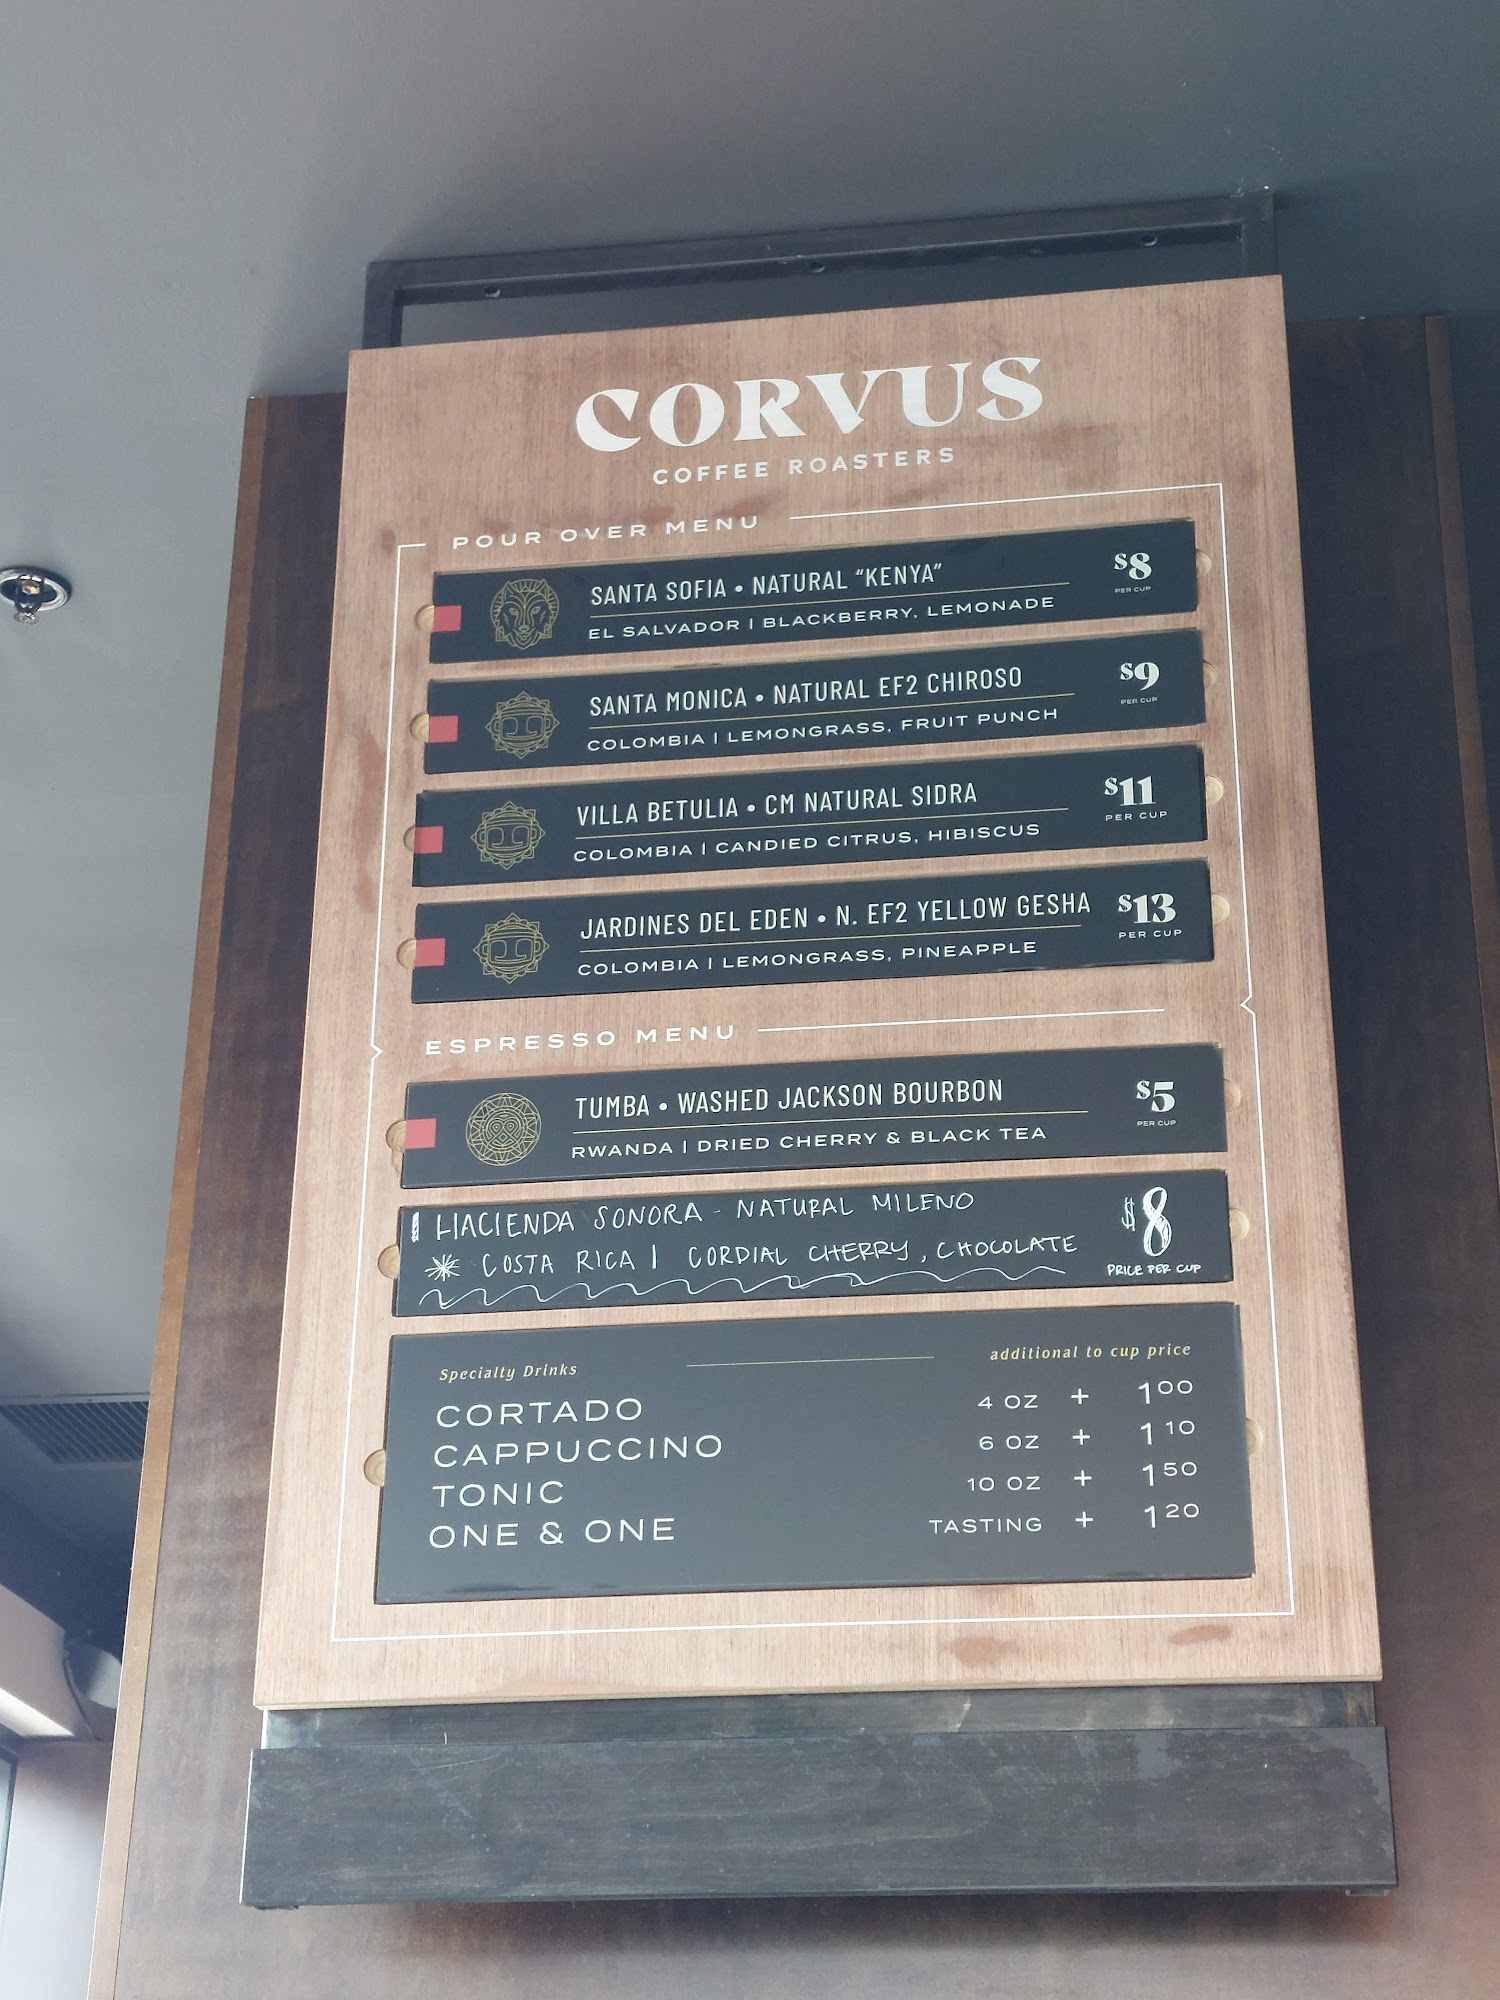 CORVUS
COFFEE ROASTERS
POUR OVER MENU
SANTA SOFIA • NATURAL “KENYA” $8
EL SALVADOR | BLACKBERRY, LEMONADE PER CUP
SANTA MONICA • NATURAL EF2 CHIROSO $9
COLOMBIA | LEMONGRASS, FRUIT PUNCH PER CUP
VILLA BETULIA • CM NATURAL SIDRA $11
COLOMBIA | CANDIED CITRUS, HIBISCUS PER CUP
JARDINES DEL EDEN • N. EF2 YELLOW GESHA $13
COLOMBIA | LEMONGRASS, PINEAPPLE PER CUP
ESPRESSO MENU
TUMBA • WASHED JACKSON BOURBON $5
RWANDA | DRIED CHERRY & BLACK TEA PER CUP
HACIENDA SONORA - NATURAL MILENO $8
COSTA RICA | CORDIAL CHERRY, CHOCOLATE PRICE PER CUP
Specialty Drinks additional to cup price
CORTADO 4 OZ + 1 00
CAPPUCCINO 6 OZ + 1 10
TONIC 10 OZ + 1 50
ONE & ONE TASTING + 1 20